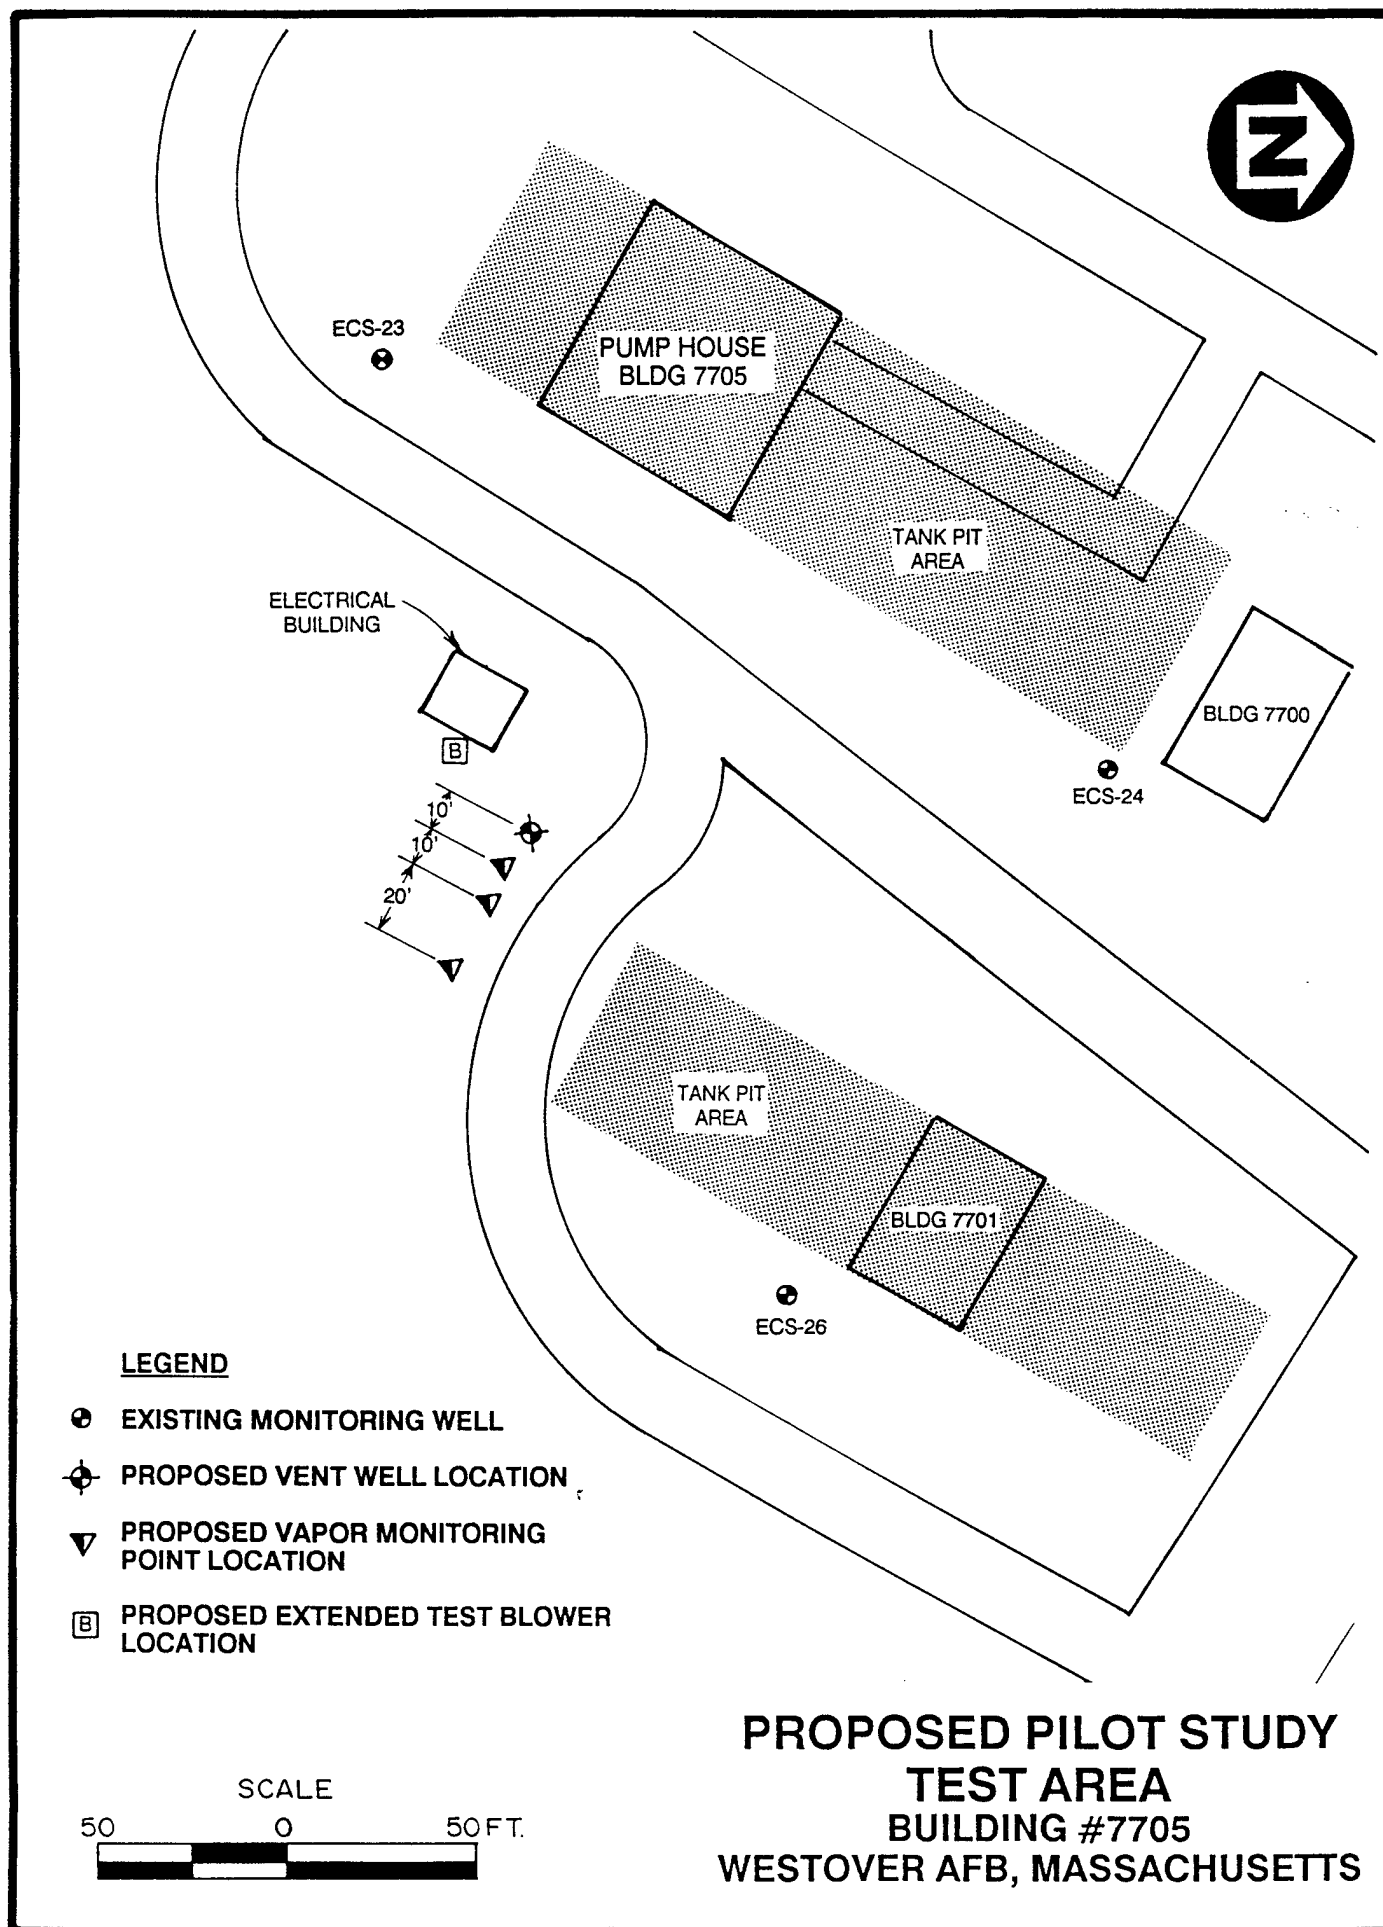 N
ECS-23
PUMP HOUSE
BLDG 7705
TANK PIT
AREA
ELECTRICAL
BUILDING
BLDG 7700
B
ECS-24
10'
10'
20'
TANK PIT
AREA
BLDG 7701
ECS-26
LEGEND
EXISTING MONITORING WELL
PROPOSED VENT WELL LOCATION
PROPOSED VAPOR MONITORING
POINT LOCATION
B PROPOSED EXTENDED TEST BLOWER
LOCATION
SCALE
50 0 50 FT.
PROPOSED PILOT STUDY
TEST AREA
BUILDING #7705
WESTOVER AFB, MASSACHUSETTS